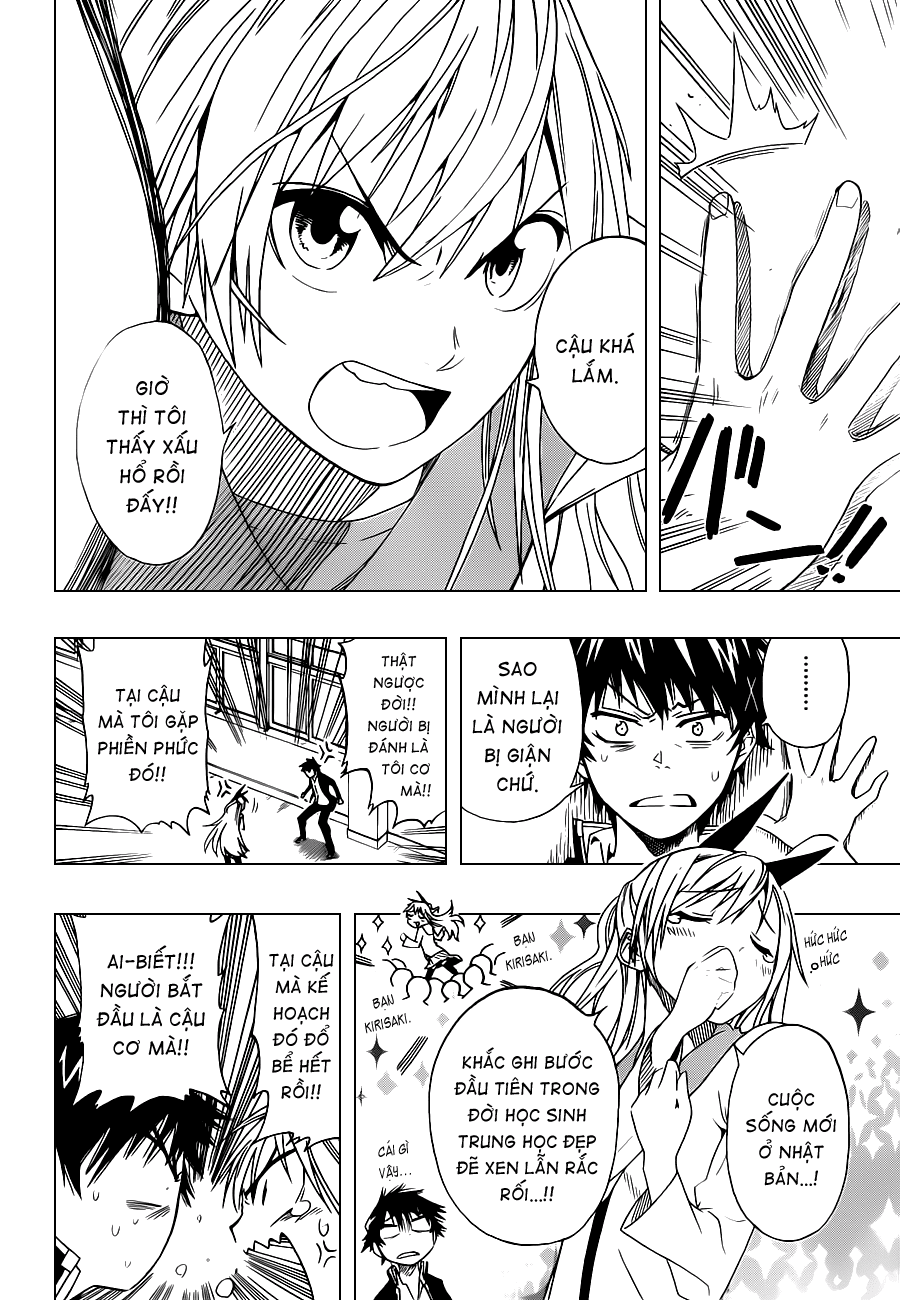 CẬU KHÁ
LẮM.
GIỜ
THÌ TÔI
THẤY XẤU
HỔ RỒI
ĐẤY!!
.........
SAO
MÌNH LẠI
LÀ NGƯỜI
BỊ GIẬN
CHỨ.
THẬT
NGƯỢC
ĐỜI!!
NGƯỜI BỊ
ĐÁNH LÀ
TÔI CƠ
MÀ!!
TẠI CẬU
MÀ TÔI GẶP
PHIỀN PHỨC
ĐÓ!!
HỨC HỨC
HỨC
CUỘC
SỐNG MỚI
Ở NHẬT
BẢN...!
BẠN
KIRISAKI.
BẠN
KIRISAKI.
KHẮC GHI BƯỚC
ĐẦU TIÊN TRONG
ĐỜI HỌC SINH
TRUNG HỌC ĐẸP
ĐẼ XEN LẪN RẮC
RỐI...!!
CÁI GÌ
VẬY...
TẠI CẬU
MÀ KẾ
HOẠCH
ĐÓ ĐỔ
BỂ HẾT
RỒI!!
AI-BIẾT!!!
NGƯỜI BẮT
ĐẦU LÀ CẬU
CƠ MÀ!!